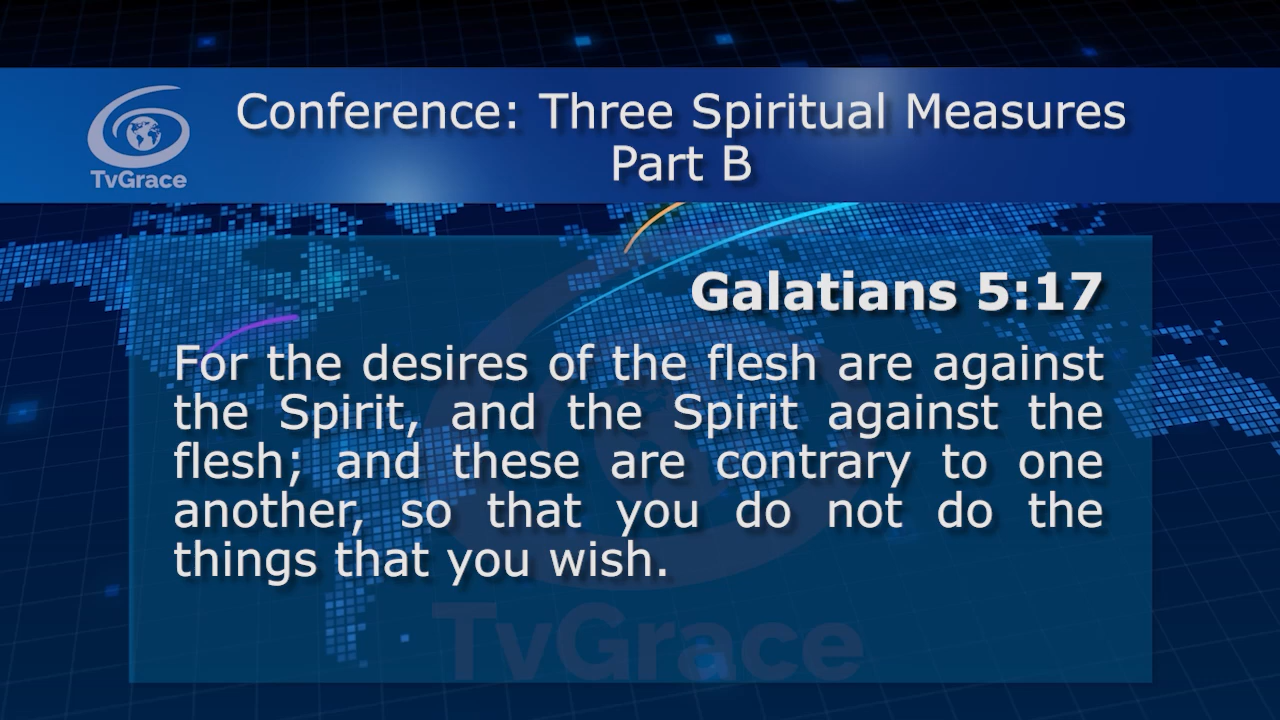 Conference: Three Spiritual Measures
Part B
TvGrace
Galatians 5:17
For the desires of the flesh are against
the Spirit, and the Spirit against the
flesh; and these are contrary to one
another, so that you do not do the
things that you wish.
TvGrace